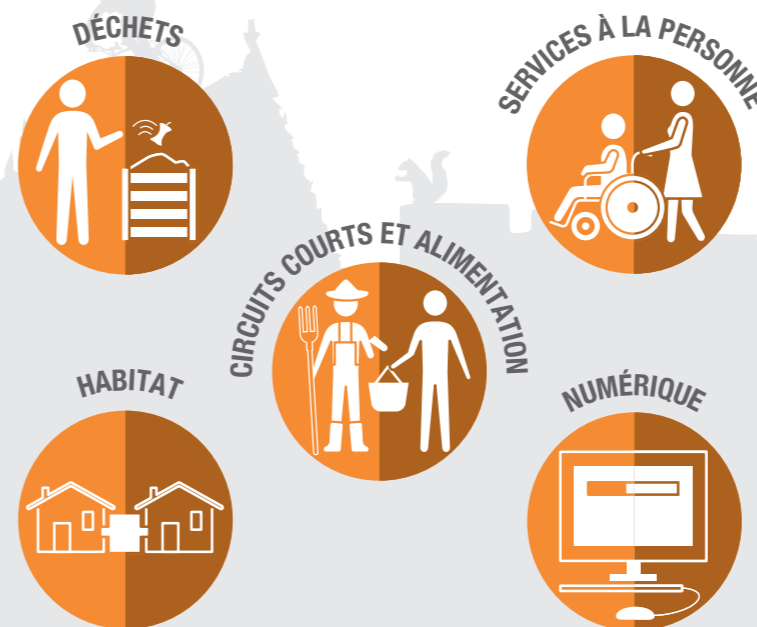 DÉCHETS
SERVICES À LA PERSONNE
CIRCUITS COURTS ET ALIMENTATION
HABITAT
NUMÉRIQUE